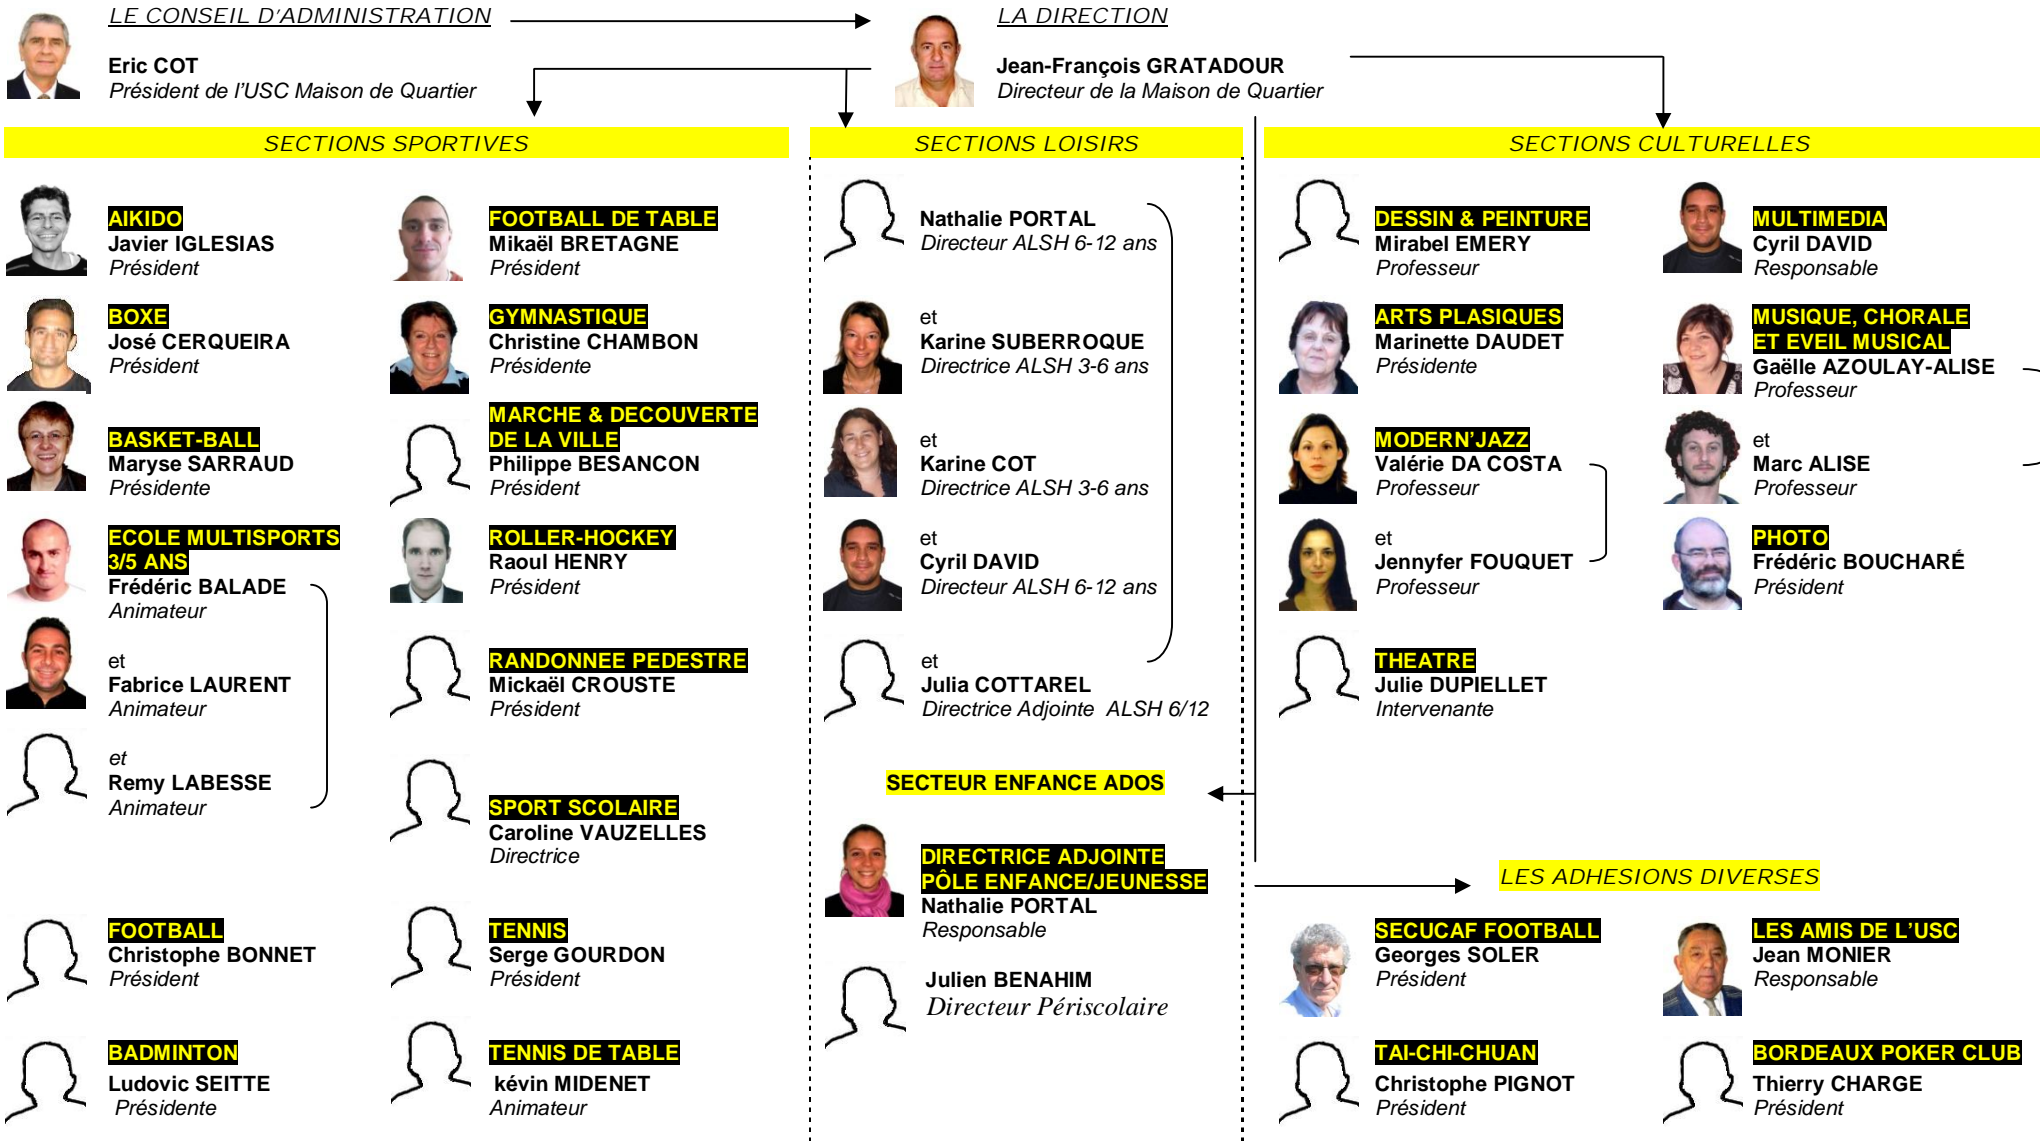 LE CONSEIL D'ADMINISTRATION
Eric COT
Président de l'USC Maison de Quartier
LA DIRECTION
Jean-François GRATADOUR
Directeur de la Maison de Quartier
SECTIONS SPORTIVES
AIKIDO
Javier IGLESIAS
Président
BOXE
José CERQUEIRA
Président
BASKET-BALL
Maryse SARRAUD
Présidente
ECOLE MULTISPORTS
3/5 ANS
Frédéric BALADE
Animateur
et
Fabrice LAURENT
Animateur
et
Remy LABESSE
Animateur
FOOTBALL
Christophe BONNET
Président
BADMINTON
Ludovic SEITTE
Présidente
FOOTBALL DE TABLE
Mikaël BRETAGNE
Président
GYMNASTIQUE
Christine CHAMBON
Présidente
MARCHE & DECOUVERTE
DE LA VILLE
Philippe BESANCON
Président
ROLLER-HOCKEY
Raoul HENRY
Président
RANDONNEE PEDESTRE
Mickaël CROUSTE
Président
SPORT SCOLAIRE
Caroline VAUZELLES
Directrice
TENNIS
Serge GOURDON
Président
TENNIS DE TABLE
kévin MIDENET
Animateur
SECTIONS LOISIRS
Nathalie PORTAL
Directeur ALSH 6-12 ans
et
Karine SUBERROQUE
Directrice ALSH 3-6 ans
et
Karine COT
Directrice ALSH 3-6 ans
et
Cyril DAVID
Directeur ALSH 6-12 ans
et
Julia COTTAREL
Directrice Adjointe ALSH 6/12
SECTEUR ENFANCE ADOS
DIRECTRICE ADJOINTE
PÔLE ENFANCE/JEUNESSE
Nathalie PORTAL
Responsable
Julien BENAHIM
Directeur Périscolaire
SECTIONS CULTURELLES
DESSIN & PEINTURE
Mirabel EMERY
Professeur
ARTS PLASIQUES
Marinette DAUDET
Présidente
MODERN'JAZZ
Valérie DA COSTA
Professeur
et
Jennyfer FOUQUET
Professeur
THEATRE
Julie DUPIELLET
Intervenante
MULTIMEDIA
Cyril DAVID
Responsable
MUSIQUE, CHORALE
ET EVEIL MUSICAL
Gaëlle AZOULAY-ALISE
Professeur
et
Marc ALISE
Professeur
PHOTO
Frédéric BOUCHARÉ
Président
LES ADHESIONS DIVERSES
SECUCAF FOOTBALL
Georges SOLER
Président
LES AMIS DE L'USC
Jean MONIER
Responsable
TAI-CHI-CHUAN
Christophe PIGNOT
Président
BORDEAUX POKER CLUB
Thierry CHARGE
Président